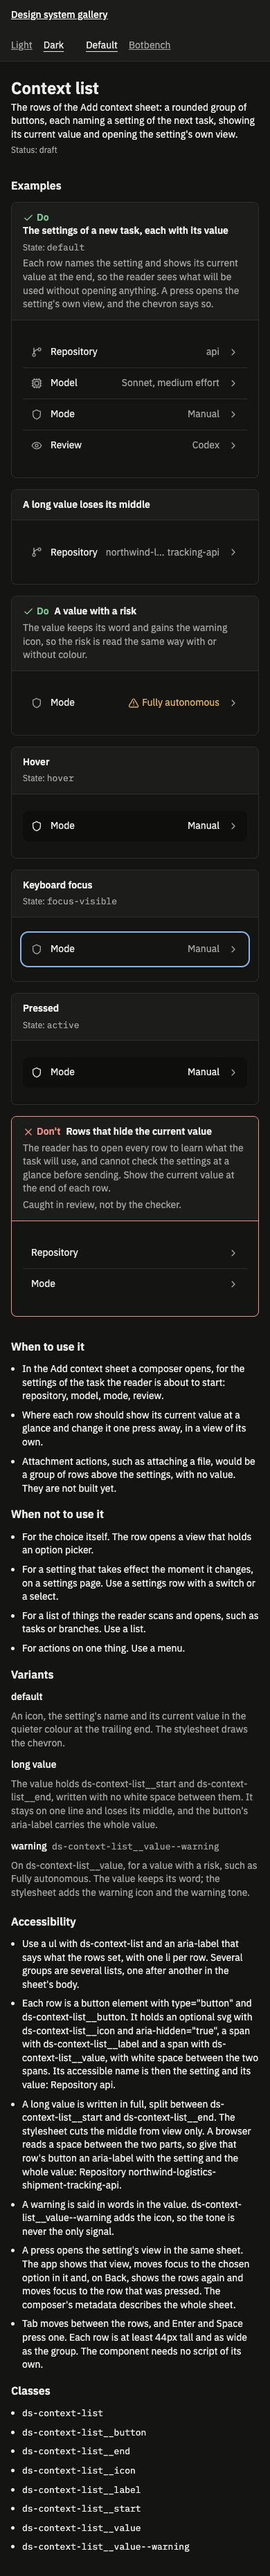 Design system gallery
Light Dark Default Botbench
Context list
The rows of the Add context sheet: a rounded group of
buttons, each naming a setting of the next task, showing
its current value and opening the setting's own view.
Status: draft
Examples
Do
The settings of a new task, each with its value
State: default
Each row names the setting and shows its current
value at the end, so the reader sees what will be
used without opening anything. A press opens the
setting's own view, and the chevron says so.
Repository api
Model Sonnet, medium effort
Mode Manual
Review Codex
A long value loses its middle
Repository northwind-l… tracking-api
Do A value with a risk
The value keeps its word and gains the warning
icon, so the risk is read the same way with or
without colour.
Mode Fully autonomous
Hover
State: hover
Mode Manual
Keyboard focus
State: focus-visible
Mode Manual
Pressed
State: active
Mode Manual
Don't Rows that hide the current value
The reader has to open every row to learn what the
task will use, and cannot check the settings at a
glance before sending. Show the current value at
the end of each row.
Caught in review, not by the checker.
Repository
Mode
When to use it
In the Add context sheet a composer opens, for the
settings of the task the reader is about to start:
repository, model, mode, review.
Where each row should show its current value at a
glance and change it one press away, in a view of its
own.
Attachment actions, such as attaching a file, would be
a group of rows above the settings, with no value.
They are not built yet.
When not to use it
For the choice itself. The row opens a view that holds
an option picker.
For a setting that takes effect the moment it changes,
on a settings page. Use a settings row with a switch or
a select.
For a list of things the reader scans and opens, such as
tasks or branches. Use a list.
For actions on one thing. Use a menu.
Variants
default
An icon, the setting's name and its current value in the
quieter colour at the trailing end. The stylesheet draws
the chevron.
long value
The value holds ds-context-list__start and ds-context-
list__end, written with no white space between them. It
stays on one line and loses its middle, and the button's
aria-label carries the whole value.
warning ds-context-list__value--warning
On ds-context-list__value, for a value with a risk, such as
Fully autonomous. The value keeps its word; the
stylesheet adds the warning icon and the warning tone.
Accessibility
Use a ul with ds-context-list and an aria-label that
says what the rows set, with one li per row. Several
groups are several lists, one after another in the
sheet's body.
Each row is a button element with type="button" and
ds-context-list__button. It holds an optional svg with
ds-context-list__icon and aria-hidden="true", a span
with ds-context-list__label and a span with ds-
context-list__value, with white space between the two
spans. Its accessible name is then the setting and its
value: Repository api.
A long value is written in full, split between ds-
context-list__start and ds-context-list__end. The
stylesheet cuts the middle from view only. A browser
reads a space between the two parts, so give that
row's button an aria-label with the setting and the
whole value: Repository northwind-logistics-
shipment-tracking-api.
A warning is said in words in the value. ds-context-
list__value--warning adds the icon, so the tone is
never the only signal.
A press opens the setting's view in the same sheet.
The app shows that view, moves focus to the chosen
option in it and, on Back, shows the rows again and
moves focus to the row that was pressed. The
composer's metadata describes the whole sheet.
Tab moves between the rows, and Enter and Space
press one. Each row is at least 44px tall and as wide
as the group. The component needs no script of its
own.
Classes
ds-context-list
ds-context-list__button
ds-context-list__end
ds-context-list__icon
ds-context-list__label
ds-context-list__start
ds-context-list__value
ds-context-list__value--warning